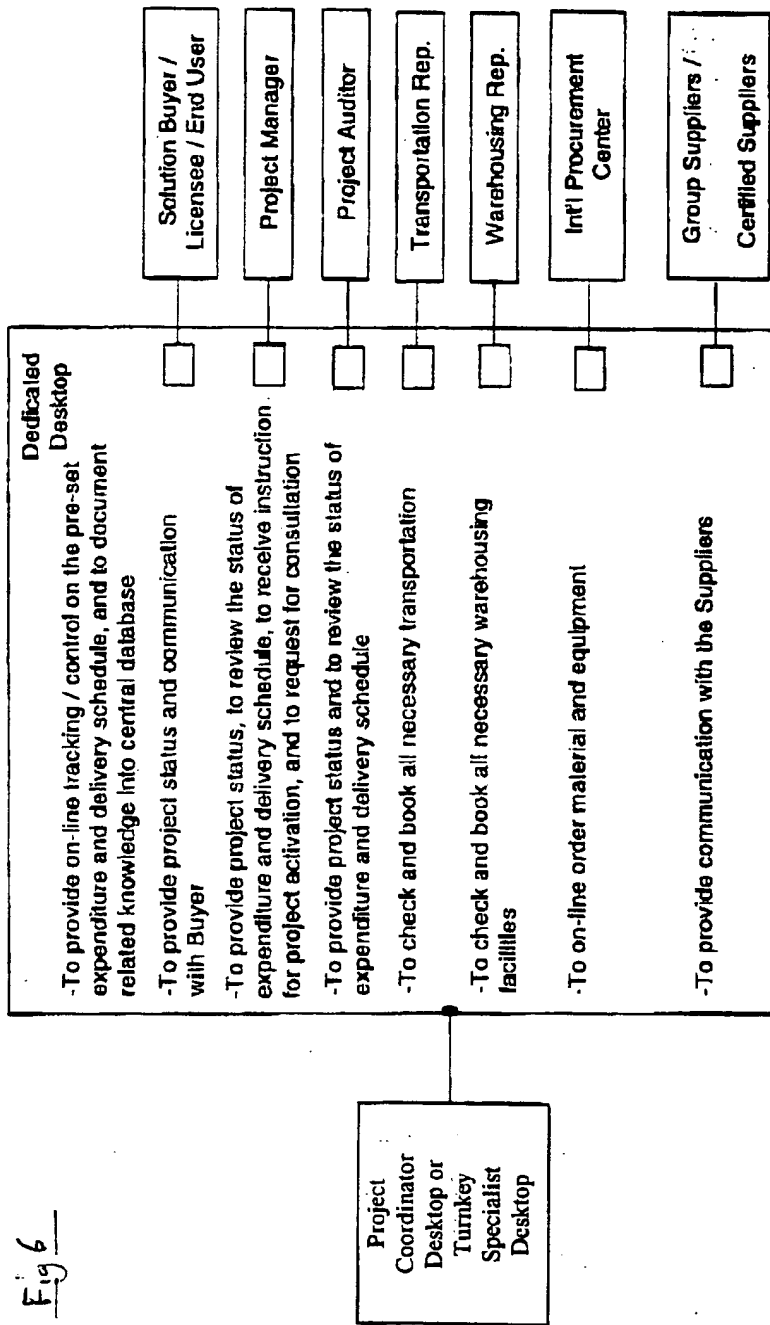 Fig 6
Project
Coordinator
Desktop or
Turnkey
Specialist
Desktop
Dedicated
Desktop
-To provide on-line tracking / control on the pre-set
expenditure and delivery schedule, and to document
related knowledge into central database
-To provide project status and communication
with Buyer
-To provide project status, to review the status of
expenditure and delivery schedule, to receive instruction
for project activation, and to request for consultation
-To provide project status and to review the status of
expenditure and delivery schedule
-To check and book all necessary transportation
-To check and book all necessary warehousing
facilities
-To on-line order material and equipment
-To provide communication with the Suppliers
Solution Buyer /
Licensee / End User
Project Manager
Project Auditor
Transportation Rep.
Warehousing Rep.
Int'l Procurement
Center
Group Suppliers /
Certified Suppliers